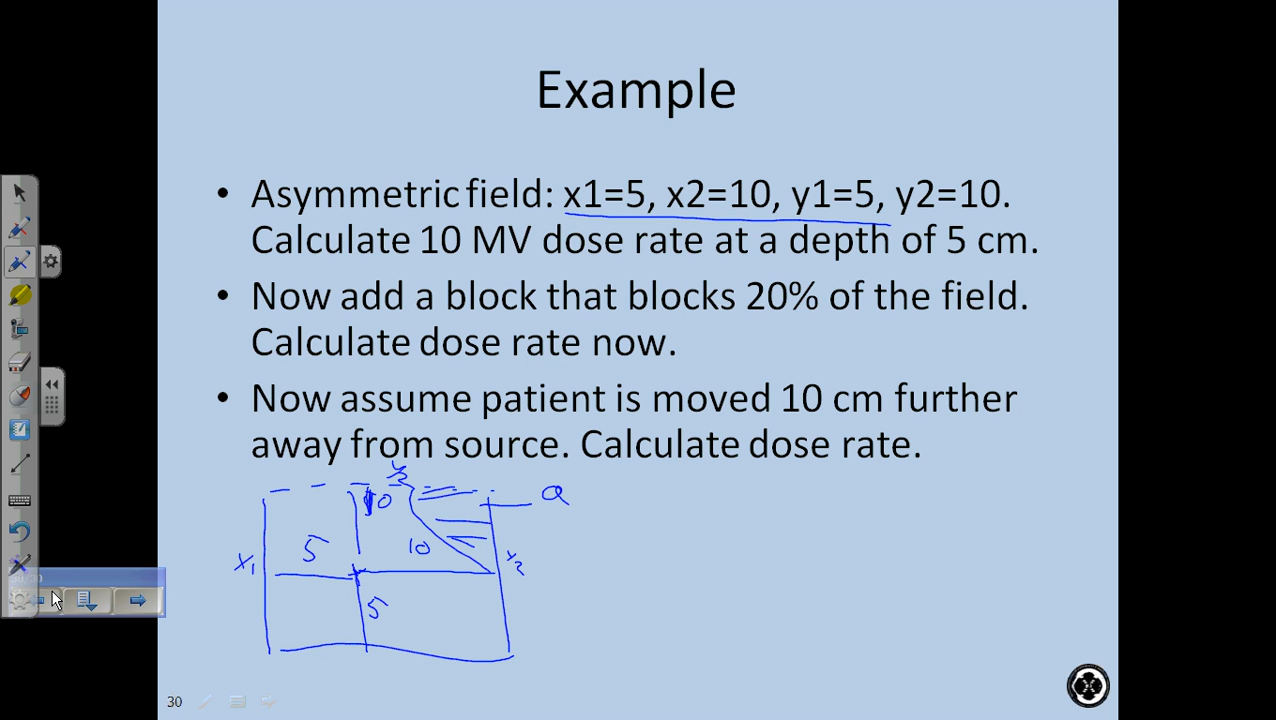 Example
• Asymmetric field: x1=5, x2=10, y1=5, y2=10.
Calculate 10 MV dose rate at a depth of 5 cm.
• Now add a block that blocks 20% of the field.
Calculate dose rate now.
• Now assume patient is moved 10 cm further
away from source. Calculate dose rate.
y2
10
a
5
10
x1
x2
5
30